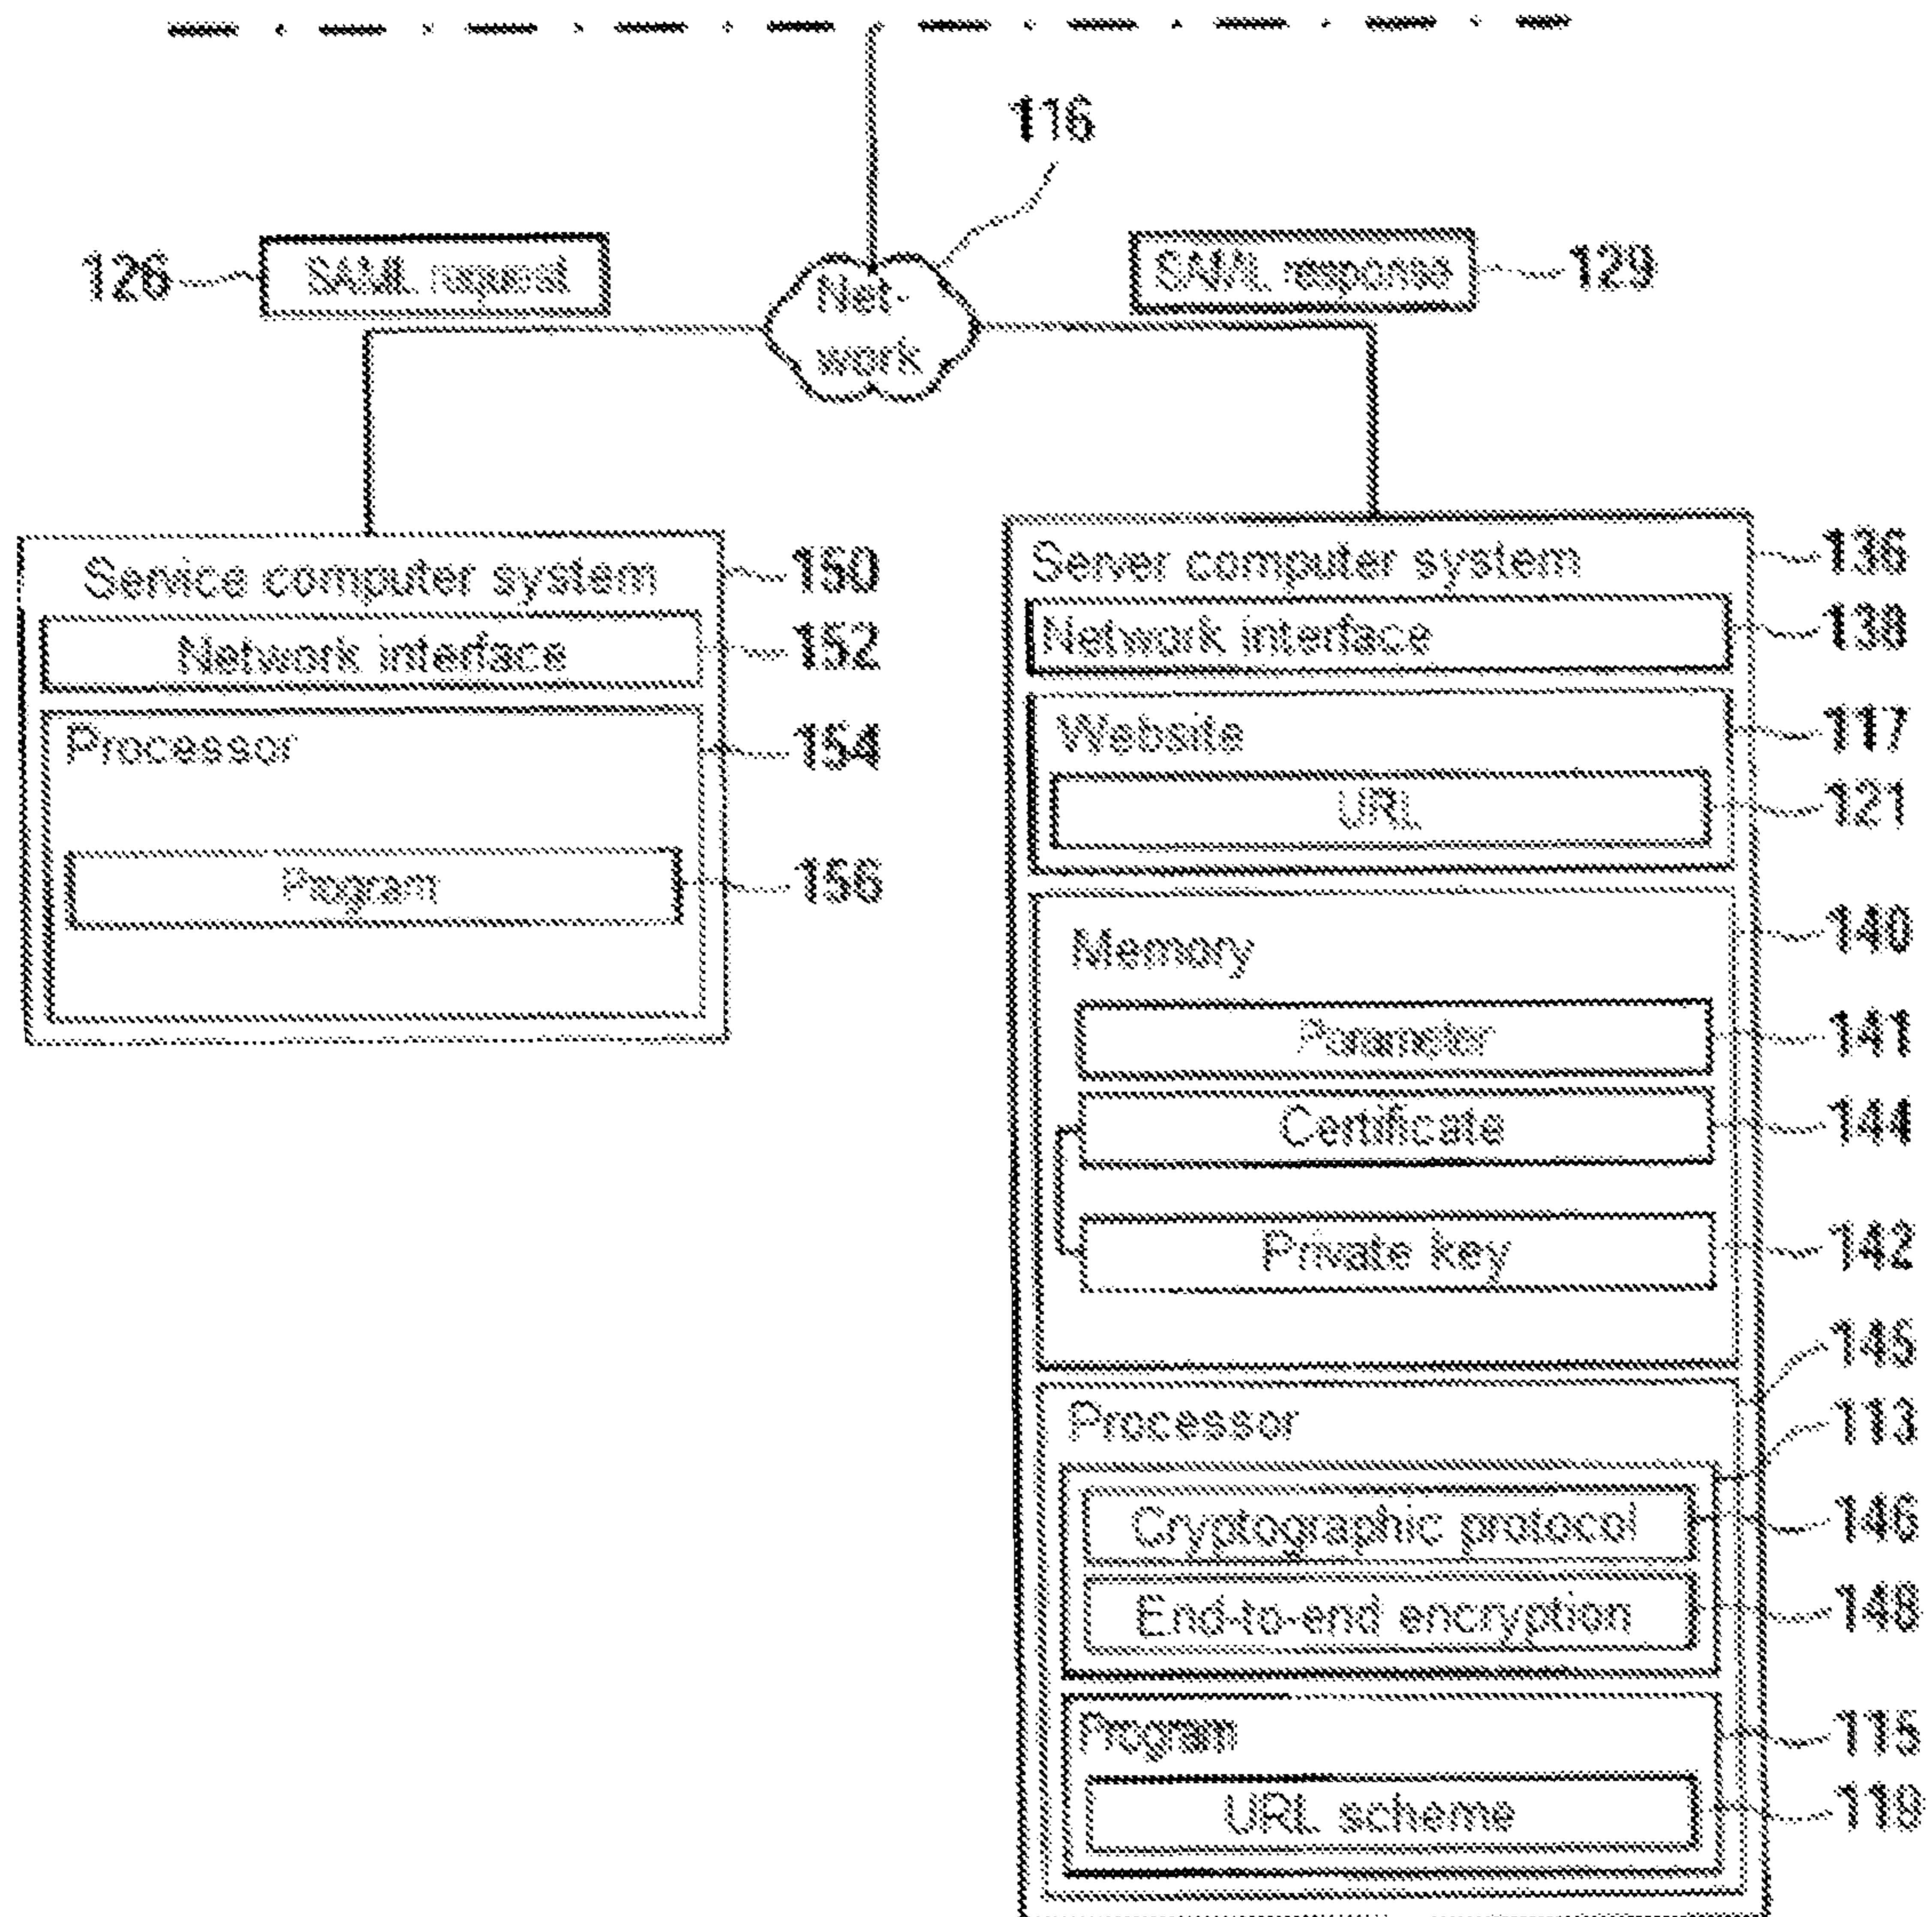 116
126
SAML request
Net-
work
SAML response
129
Service computer system
150
Network interface
152
Processor
154
Program
156
Server computer system
136
Network interface
138
Website
117
URL
121
Memory
140
Parameter
141
Certificate
144
Private key
142
145
Processor
113
Cryptographic protocol
146
End-to-end encryption
148
Program
115
URL scheme